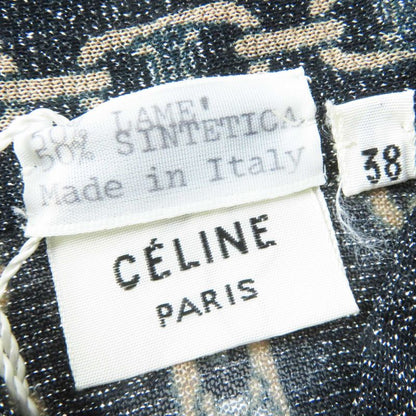 50% LAME'
50% SINTETICA
Made in Italy
38
CÉLINE
PARIS